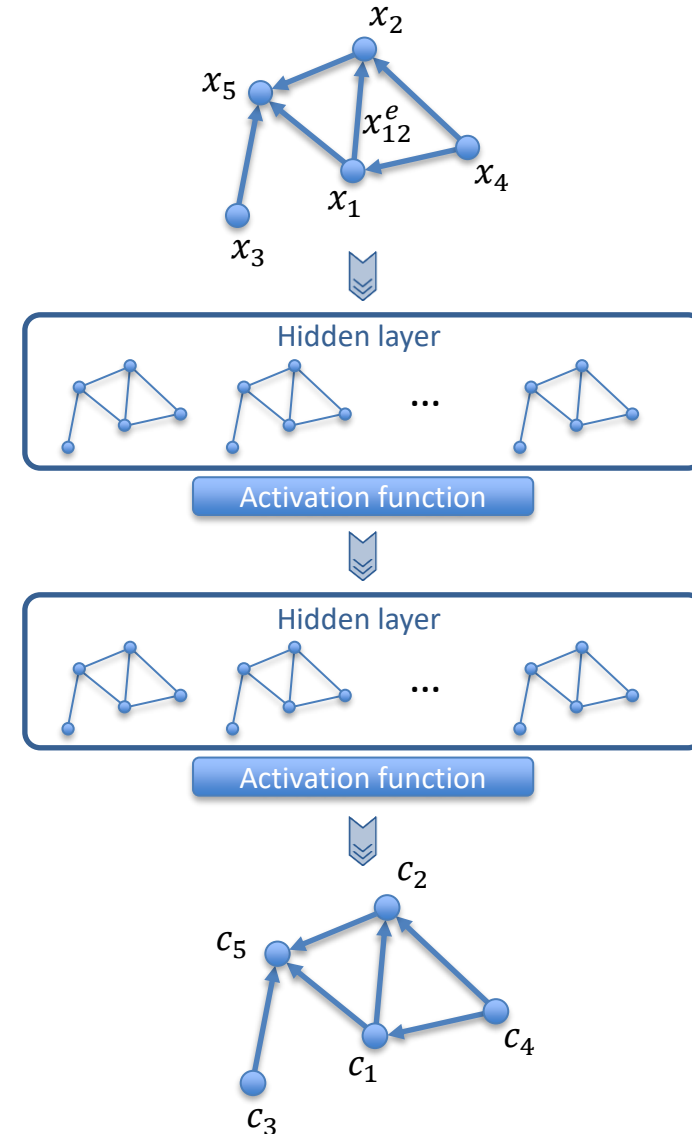 x₂
x₅
xᵉ₁₂
x₄
x₁
x₃
Hidden layer
...
Activation function
Hidden layer
...
Activation function
c₂
c₅
c₄
c₁
c₃